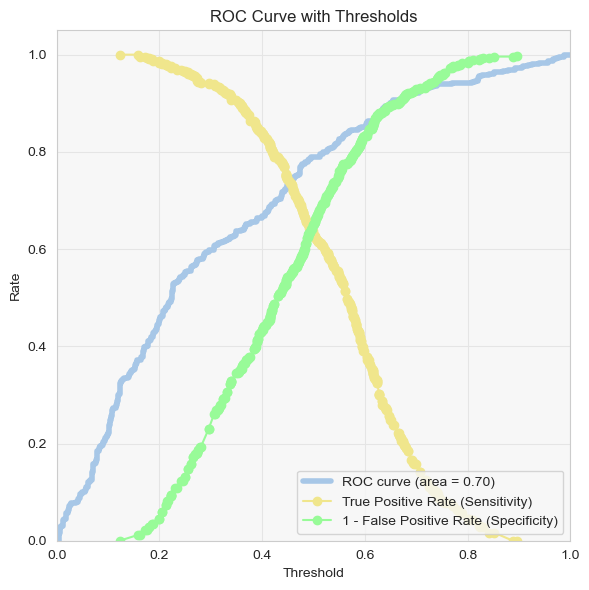 ROC Curve with Thresholds
1.0
0.8
0.6
0.4
0.2
0.0
Rate
0.0 0.2 0.4 0.6 0.8 1.0
Threshold
ROC curve (area = 0.70)
True Positive Rate (Sensitivity)
1 - False Positive Rate (Specificity)